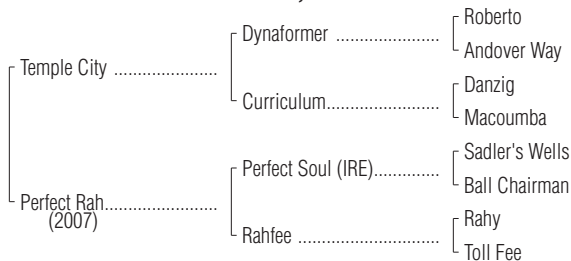 Roberto
Dynaformer ....................
Andover Way
Temple City ....................
Danzig
Curriculum......................
Macoumba
Sadler's Wells
Perfect Soul (IRE).............
Ball Chairman
Perfect Rah......................
(2007)
Rahy
Rahfee ...........................
Toll Fee